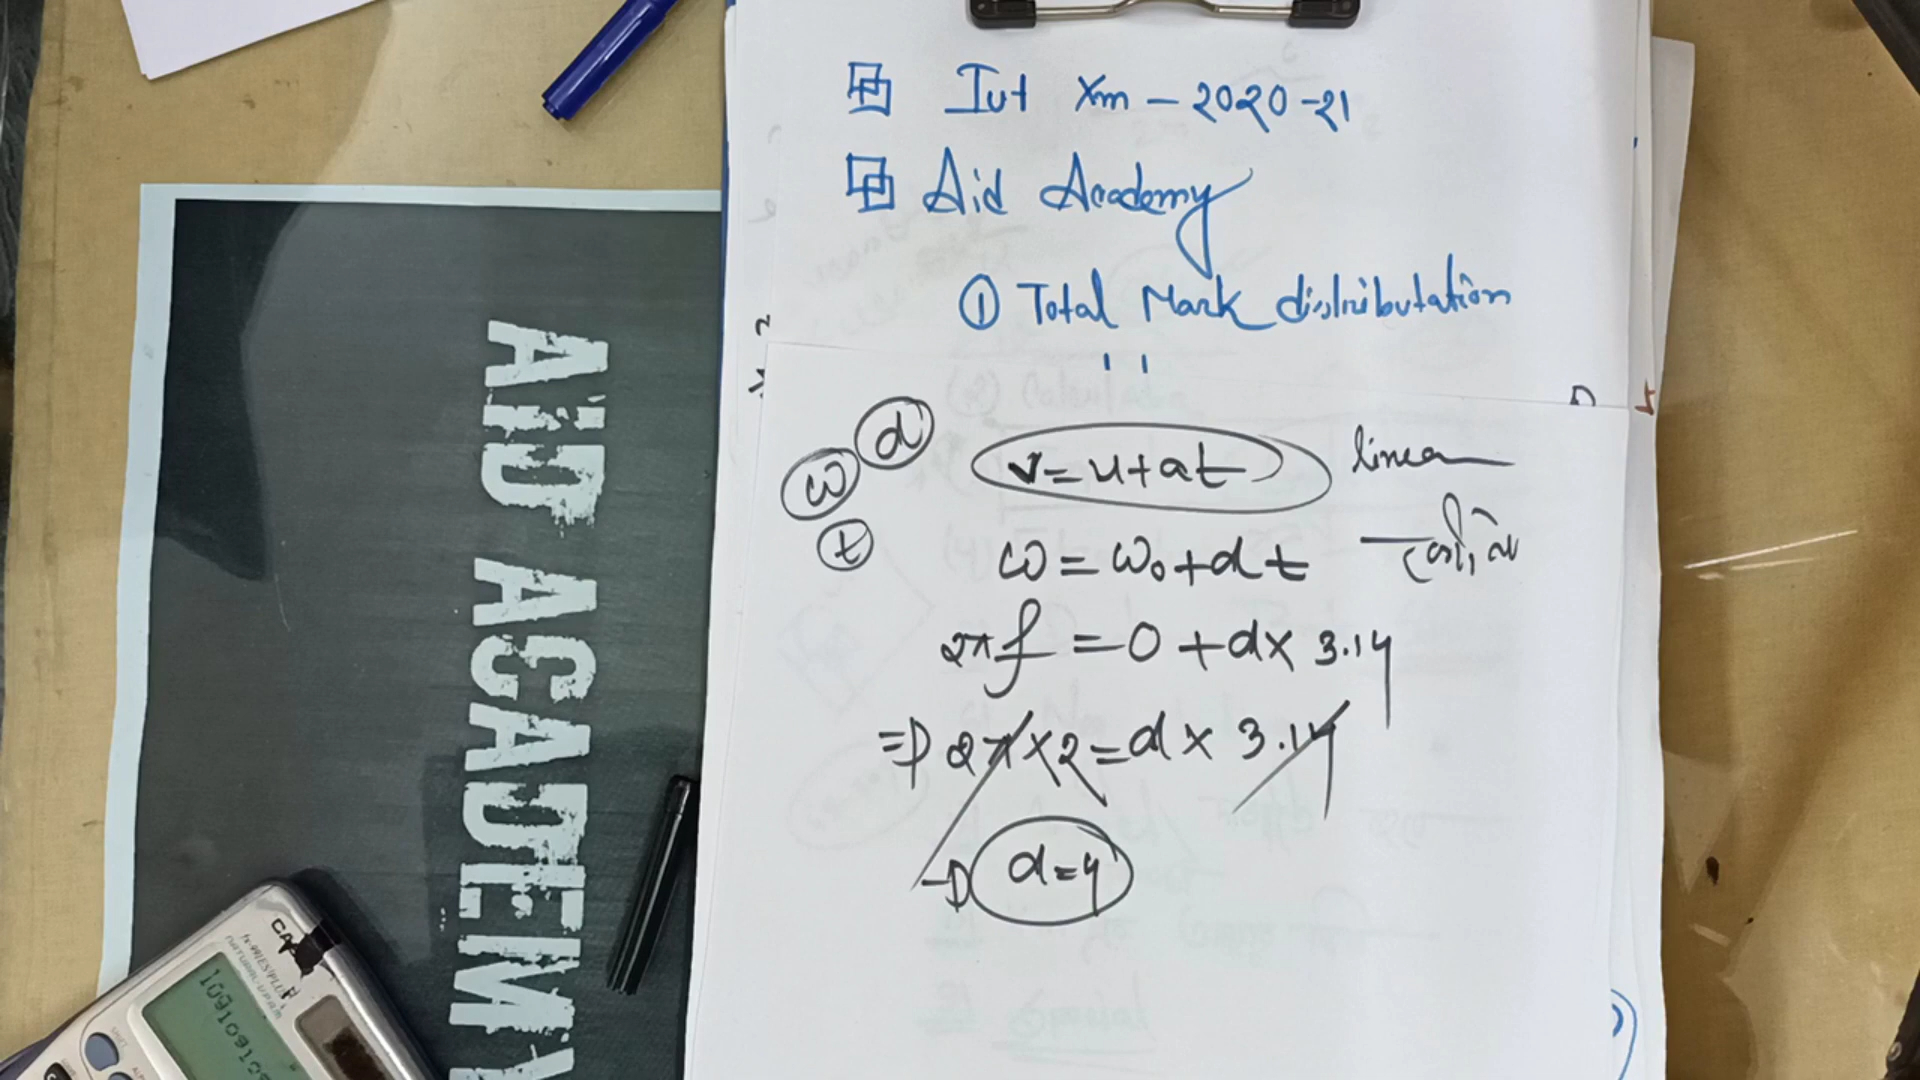 Iut Xm - 2020-21
Aid Academy
① Total Mark distributation
α
ω
t
v = u + at linear
ω = ω₀ + αt
2πf = 0 + α x 3.14
⇒ 2π x 2 = α x 3.14
α = 4
AID ACADEMY